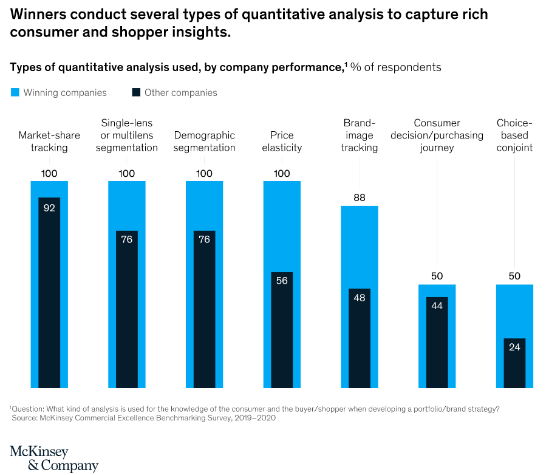 Winners conduct several types of quantitative analysis to capture rich
consumer and shopper insights.
Types of quantitative analysis used, by company performance,¹ % of respondents
Winning companies
Other companies
Market-share
tracking
Single-lens
or multilens
segmentation
Demographic
segmentation
Price
elasticity
Brand-
image
tracking
Consumer
decision/purchasing
journey
Choice-
based
conjoint
100
100
100
100
88
50
50
92
76
76
56
48
44
24
¹Question: What kind of analysis is used for the knowledge of the consumer and the buyer/shopper when developing a portfolio/brand strategy?
Source: McKinsey Commercial Excellence Benchmarking Survey, 2019–2020
McKinsey
& Company